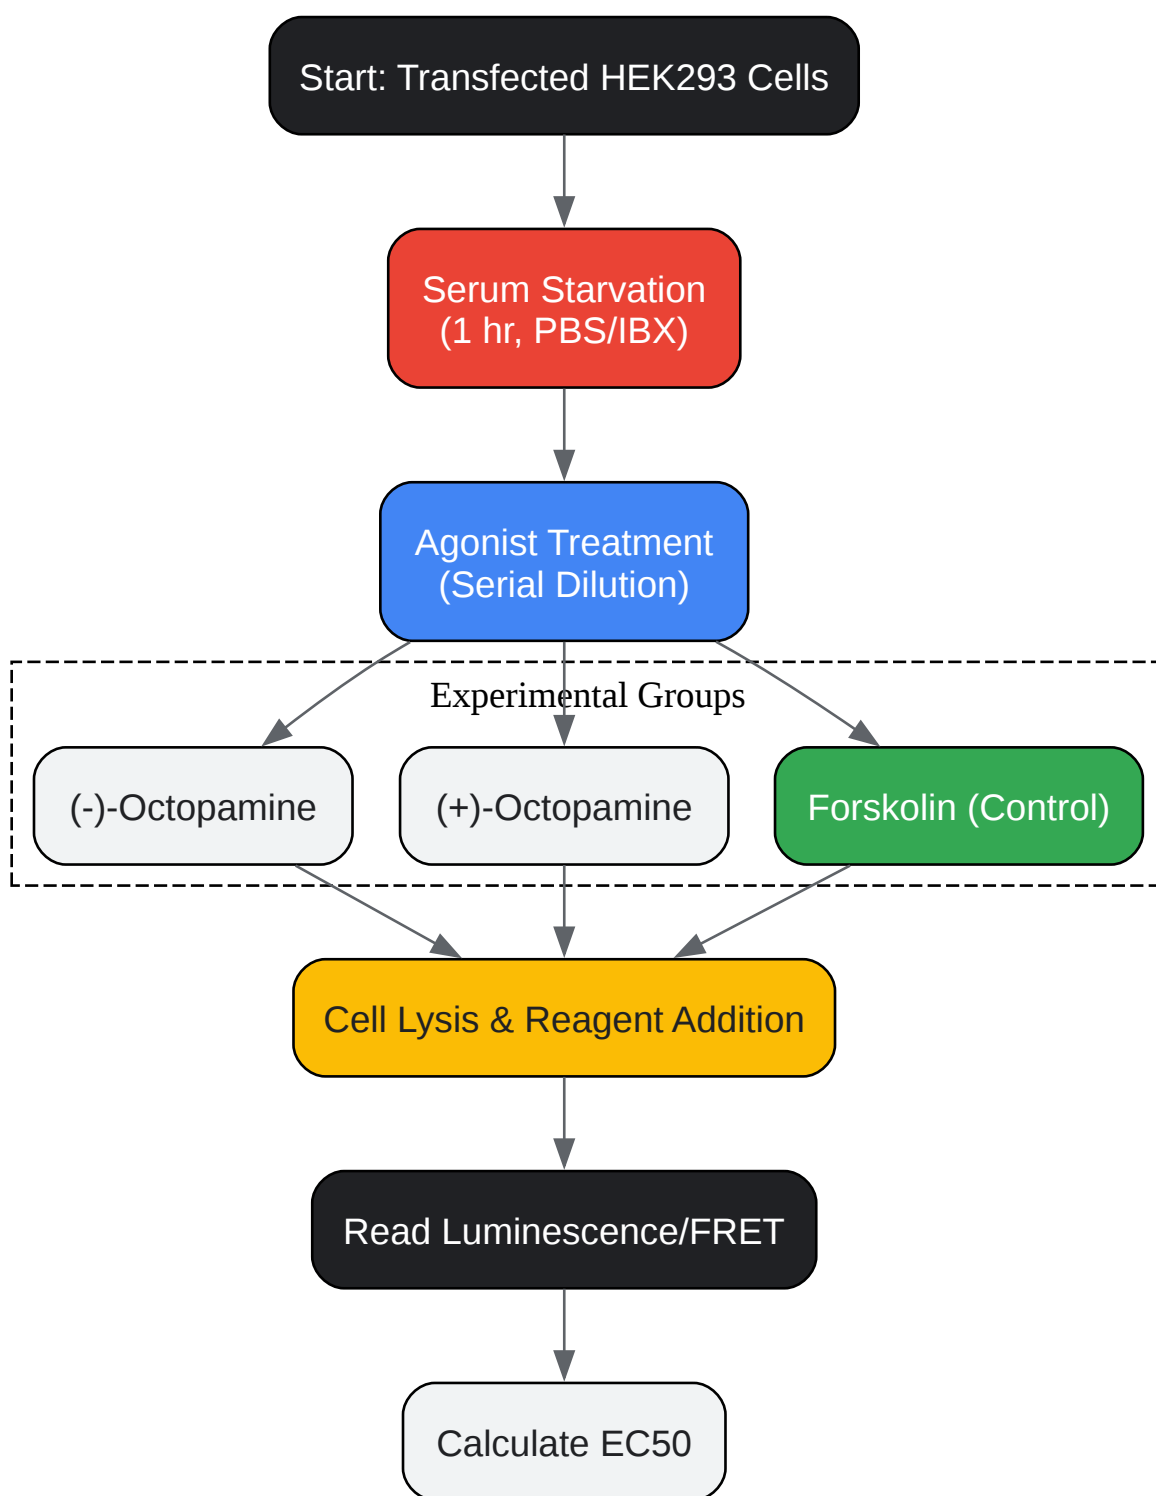 Start: Transfected HEK293 Cells
Serum Starvation
(1 hr, PBS/IBX)
Agonist Treatment
(Serial Dilution)
Experimental Groups
(-)-Octopamine
(+)-Octopamine
Forskolin (Control)
Cell Lysis & Reagent Addition
Read Luminescence/FRET
Calculate EC50